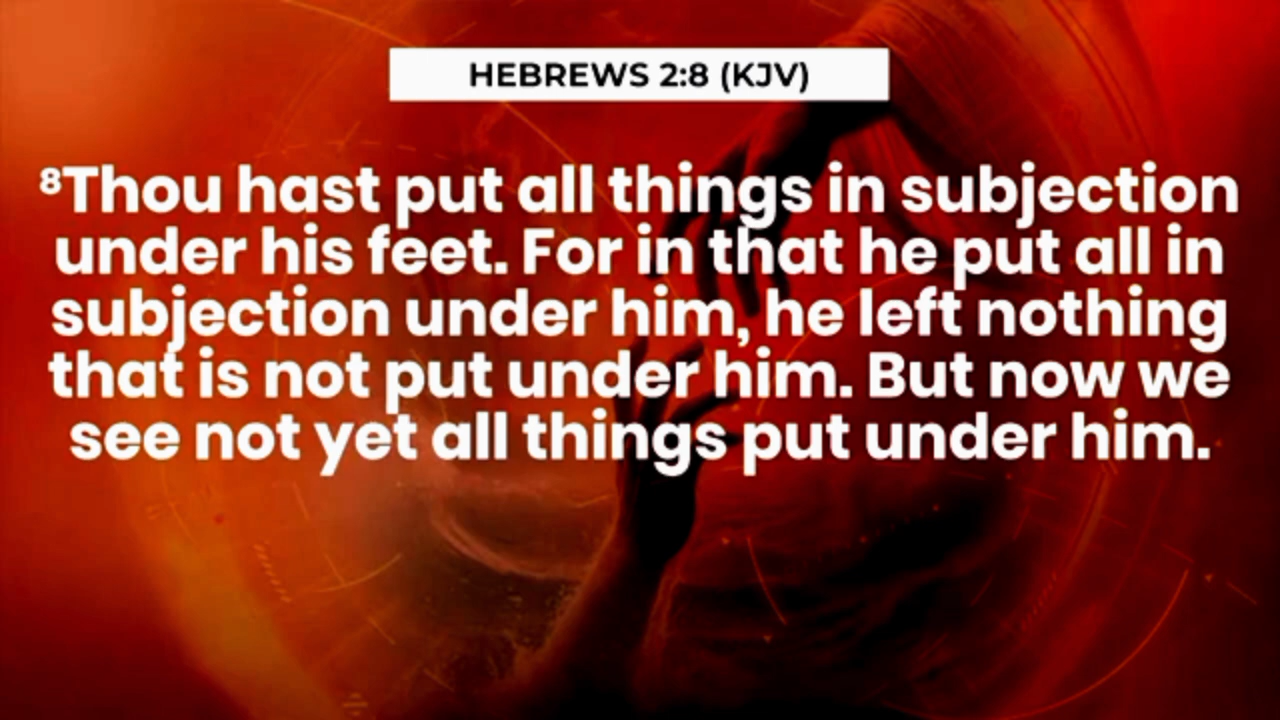 HEBREWS 2:8 (KJV)
⁸Thou hast put all things in subjection
under his feet. For in that he put all in
subjection under him, he left nothing
that is not put under him. But now we
see not yet all things put under him.